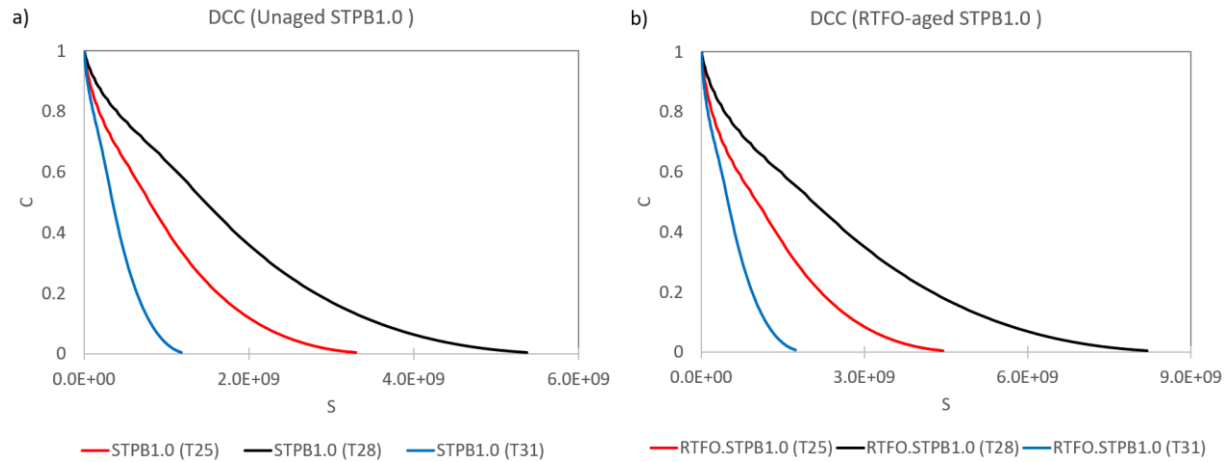 a)
DCC (Unaged STPB1.0 )
1
0.8
0.6
0.4
0.2
0
C
0.0E+00 2.0E+09 4.0E+09 6.0E+09
S
STPB1.0 (T25) STPB1.0 (T28) STPB1.0 (T31)
b)
DCC (RTFO-aged STPB1.0 )
1
0.8
0.6
0.4
0.2
0
C
0.0E+00 3.0E+09 6.0E+09 9.0E+09
S
RTFO.STPB1.0 (T25) RTFO.STPB1.0 (T28) RTFO.STPB1.0 (T31)